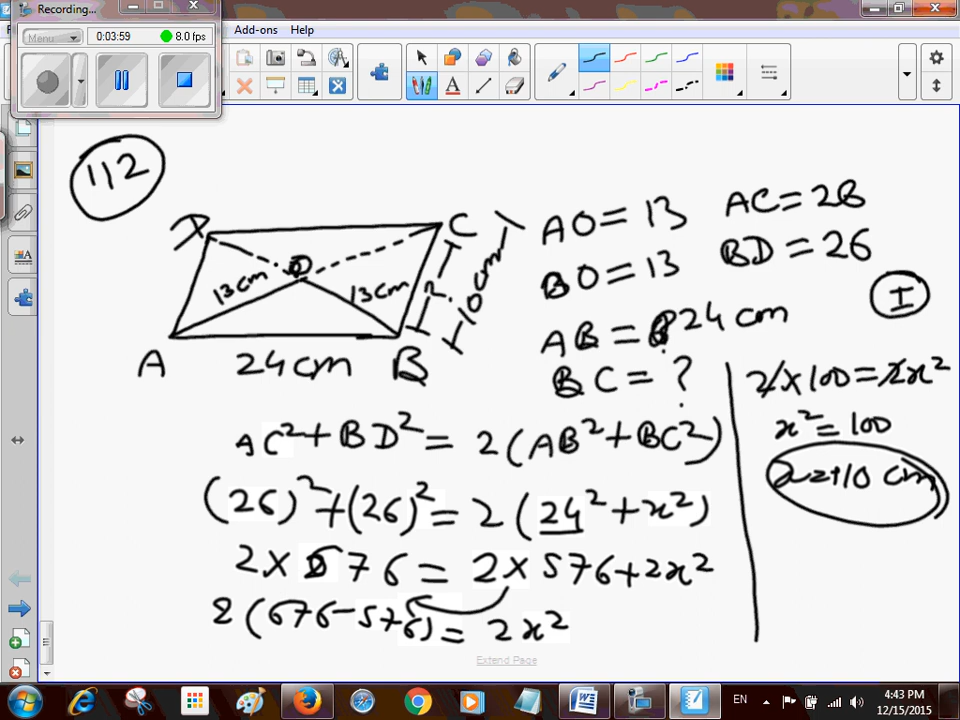 Recording...
Menu
0:03:59
8.0 fps
Add-ons Help
112
D
C
O
13cm
13cm
?
10cm
A
24cm
B
AO = 13 AC = 26
BO = 13 BD = 26
AB = 24 cm
BC = ?
I
AC² + BD² = 2(AB² + BC²)
(26)² + (26)² = 2(24² + x²)
2 × 676 = 2 × 576 + 2x²
2(676 - 576) = 2x²
2 × 100 = 2x²
x² = 100
x = 10 cm
Extend Page
EN
4:43 PM
12/15/2015